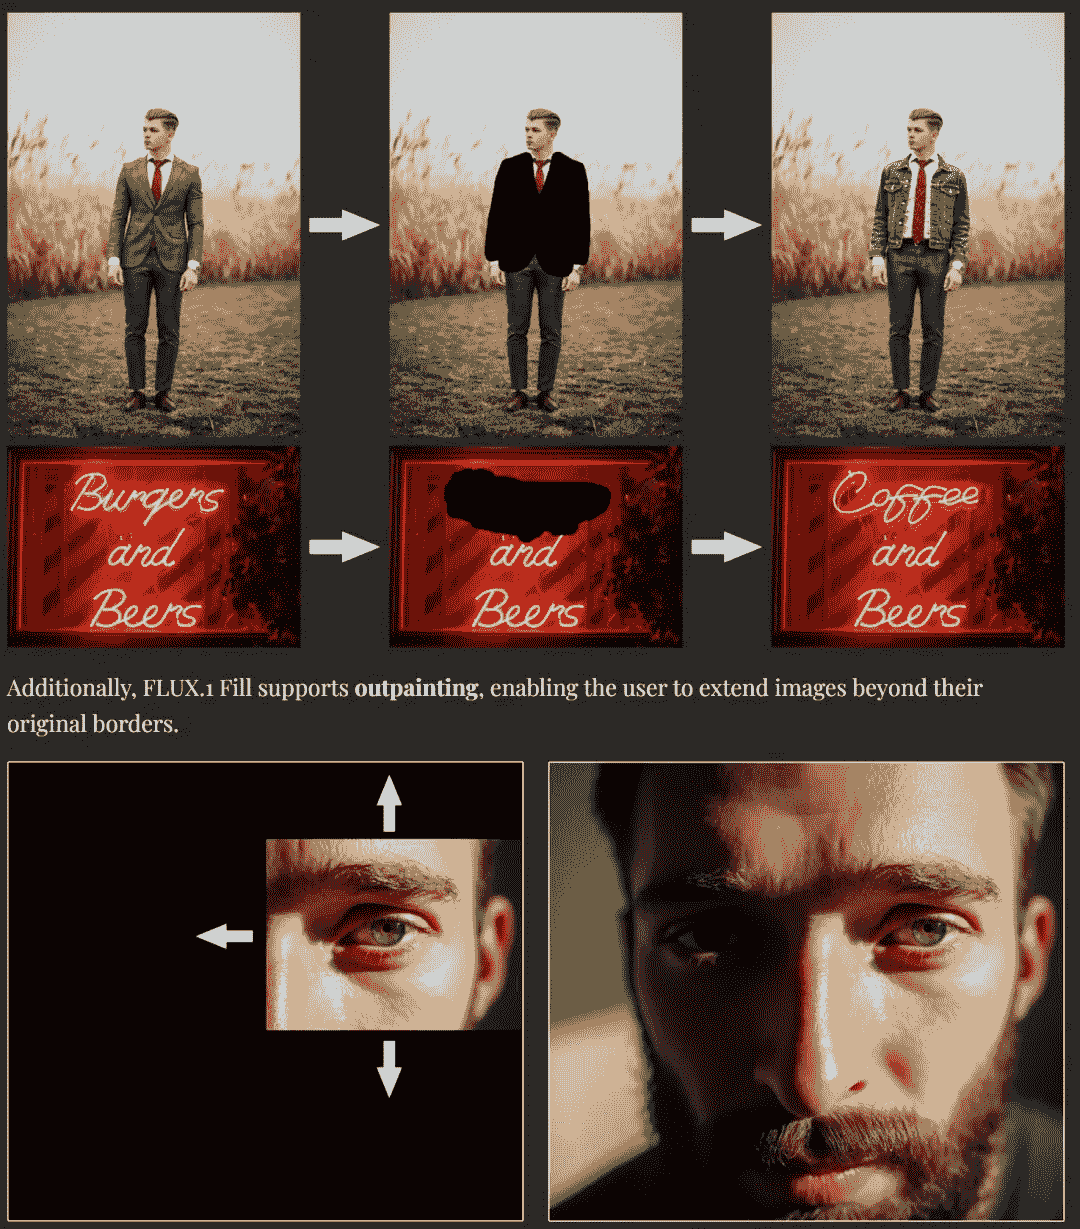 Burgers
and
Beers
and
Beers
Coffee
and
Beers
Additionally, FLUX.1 Fill supports outpainting, enabling the user to extend images beyond their
original borders.